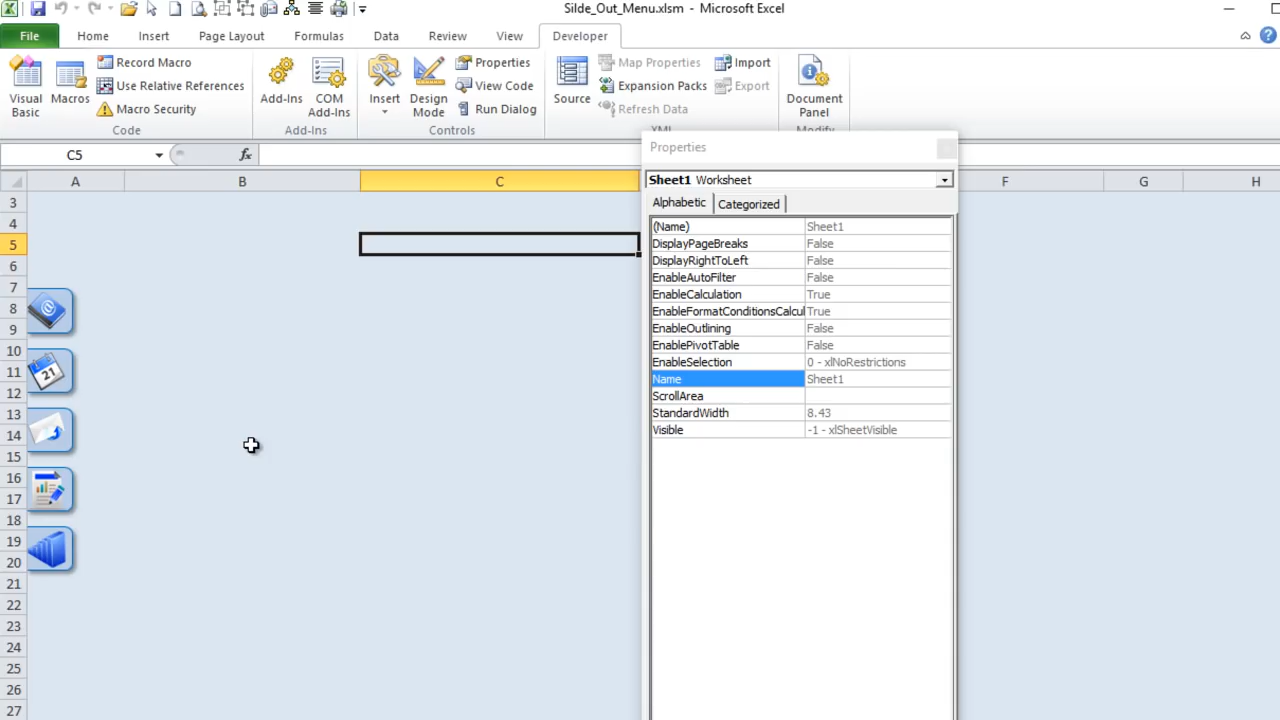 Silde_Out_Menu.xlsm - Microsoft Excel
File Home Insert Page Layout Formulas Data Review View Developer
Visual Basic
Macros
Record Macro
Use Relative References
Macro Security
Code
Add-Ins
COM Add-Ins
Add-Ins
Insert
Design Mode
Properties
View Code
Run Dialog
Controls
Source
Map Properties
Expansion Packs
Refresh Data
Import
Export
XML
Document Panel
Modify
C5 fx
Properties
Sheet1 Worksheet
Alphabetic Categorized
(Name) Sheet1
DisplayPageBreaks False
DisplayRightToLeft False
EnableAutoFilter False
EnableCalculation True
EnableFormatConditionsCalcul True
EnableOutlining False
EnablePivotTable False
EnableSelection 0 - xlNoRestrictions
Name Sheet1
ScrollArea
StandardWidth 8.43
Visible -1 - xlSheetVisible
A B C F G H
3
4
5
6
7
8
9
10
11
12
13
14
15
16
17
18
19
20
21
22
23
24
25
26
27
@
21